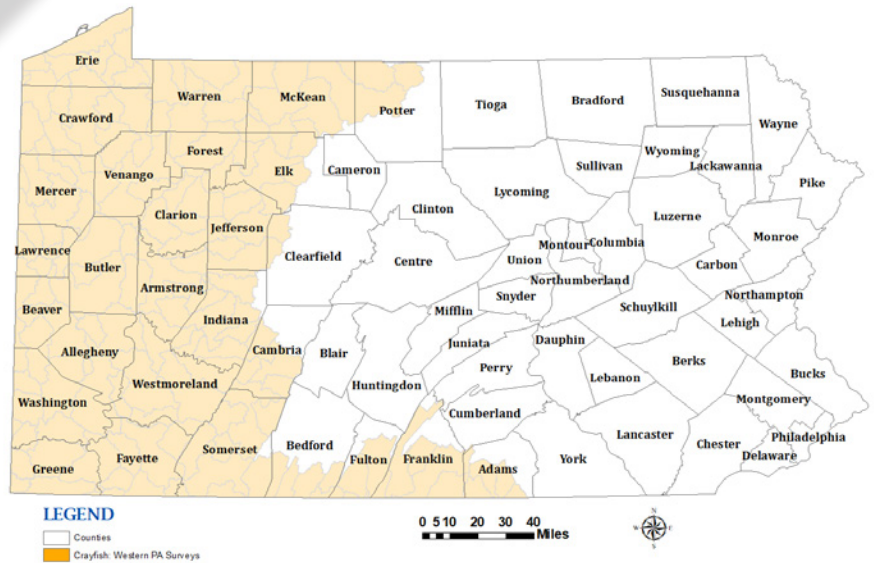 Erie
Warren
McKean
Potter
Tioga
Bradford
Susquehanna
Crawford
Wayne
Forest
Elk
Cameron
Sullivan
Wyoming
Lackawanna
Venango
Mercer
Pike
Lycoming
Clarion
Clinton
Luzerne
Jefferson
Monroe
Lawrence
Clearfield
Centre
Union
Montour
Columbia
Butler
Carbon
Armstrong
Northumberland
Snyder
Northampton
Beaver
Mifflin
Schuylkill
Indiana
Lehigh
Allegheny
Cambria
Blair
Juniata
Dauphin
Perry
Berks
Bucks
Westmoreland
Huntingdon
Lebanon
Washington
Cumberland
Montgomery
Somerset
Bedford
Lancaster
Philadelphia
Chester
Delaware
Greene
Fayette
Fulton
Franklin
Adams
York
LEGEND
Counties
Crayfish: Western PA Surveys
0 5 10 20 30 40
Miles
N
W E
S